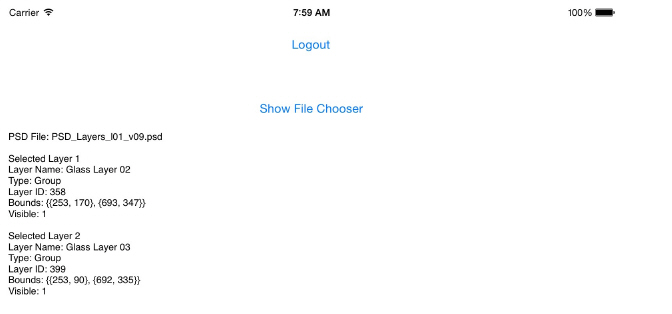 Carrier 7:59 AM 100%
Logout
Show File Chooser
PSD File: PSD_Layers_l01_v09.psd
Selected Layer 1
Layer Name: Glass Layer 02
Type: Group
Layer ID: 358
Bounds: {{253, 170}, {693, 347}}
Visible: 1
Selected Layer 2
Layer Name: Glass Layer 03
Type: Group
Layer ID: 399
Bounds: {{253, 90}, {692, 335}}
Visible: 1